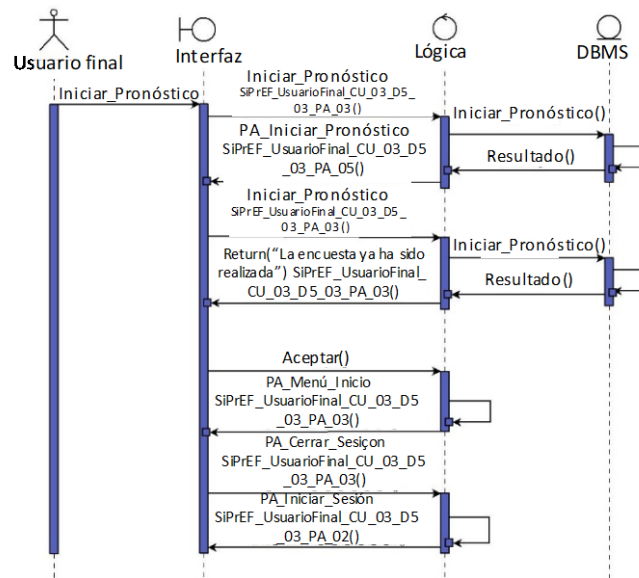 Usuario final
Interfaz
Lógica
DBMS
Iniciar_Pronóstico
Iniciar_Pronóstico
SiPrEF_UsuarioFinal_CU_03_D5_
03_PA_03()
Iniciar_Pronóstico()
PA_Iniciar_Pronóstico
SiPrEF_UsuarioFinal_CU_03_D5
_03_PA_05()
Resultado()
Iniciar_Pronóstico
SiPrEF_UsuarioFinal_CU_03_D5_
03_PA_03()
Iniciar_Pronóstico()
Return("La encuesta ya ha sido
realizada") SiPrEF_UsuarioFinal_
CU_03_D5_03_PA_03()
Resultado()
Aceptar()
PA_Menú_Inicio
SiPrEF_UsuarioFinal_CU_03_D5
_03_PA_03()
PA_Cerrar_Sesiçon
SiPrEF_UsuarioFinal_CU_03_D5
_03_PA_03()
PA_Iniciar_Sesión
SiPrEF_UsuarioFinal_CU_03_D5
_03_PA_02()